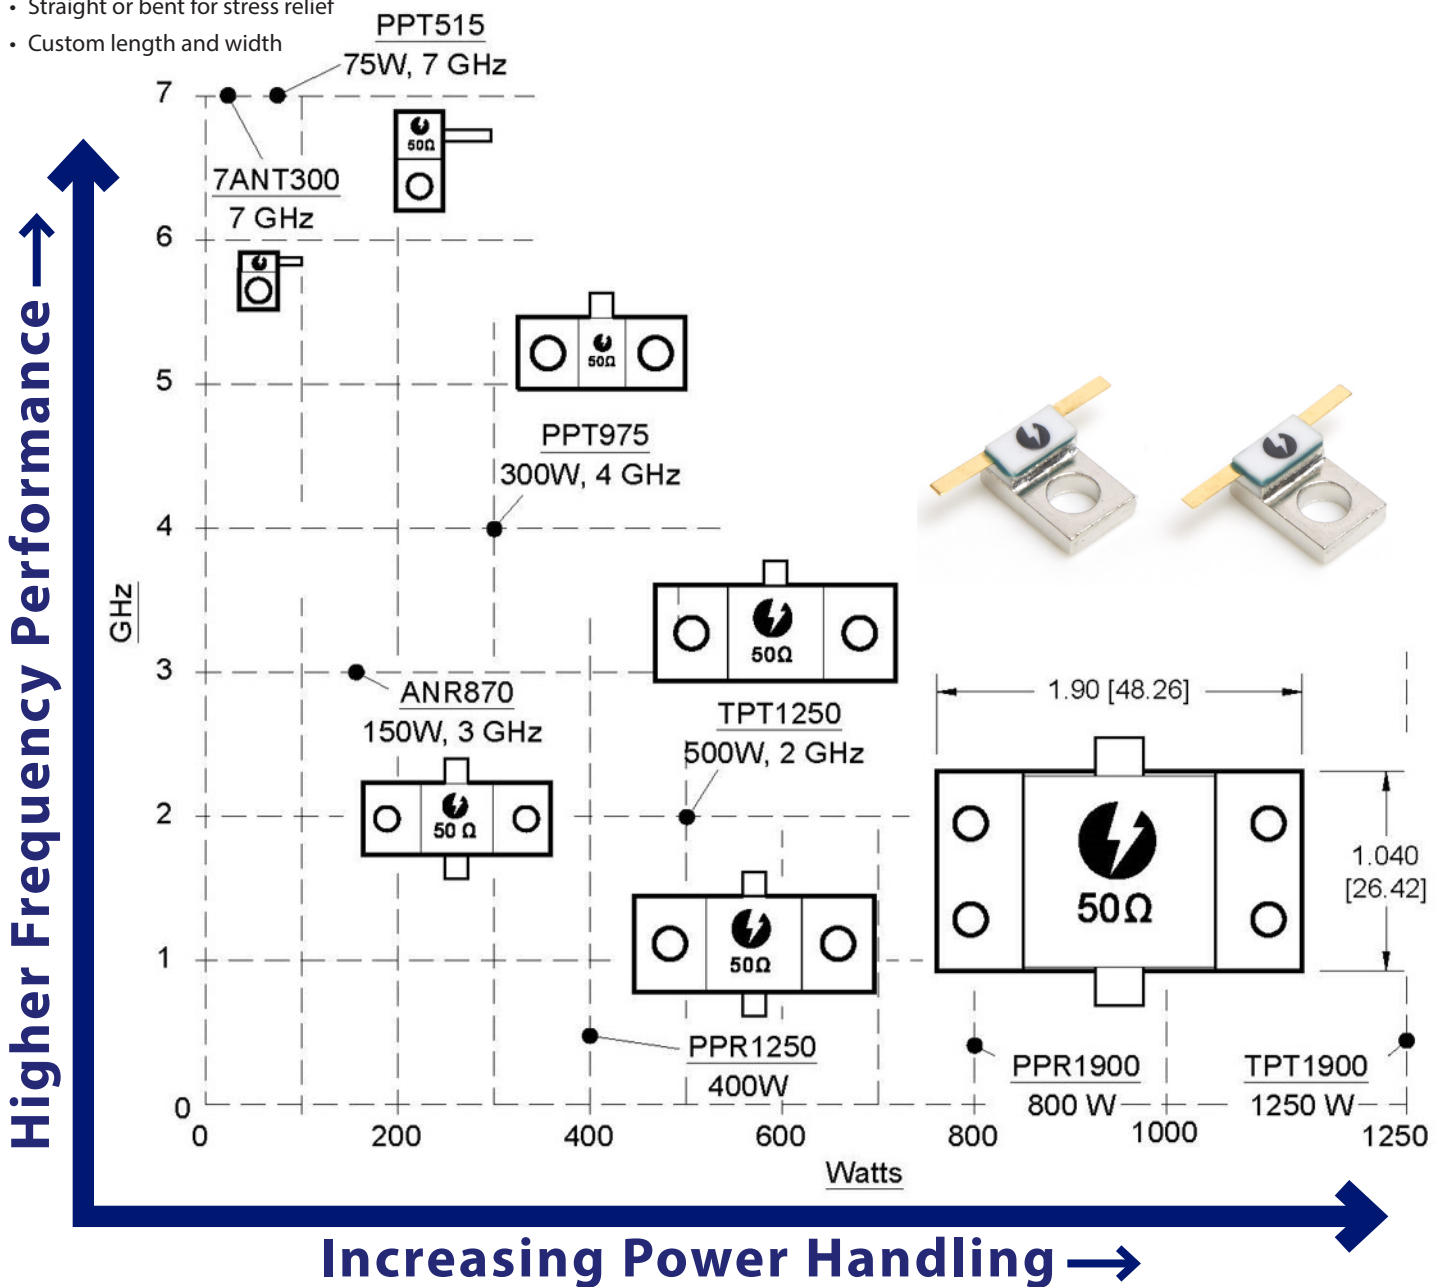 • Straight or bent for stress relief
• Custom length and width
PPT515
75W, 7 GHz
7
50Ω
7ANT300
7 GHz
6
50Ω
5
PPT975
300W, 4 GHz
4
GHz
50Ω
3
1.90 [48.26]
ANR870
150W, 3 GHz
TPT1250
500W, 2 GHz
2
50 Ω
1.040
[26.42]
50Ω
1
50Ω
PPR1250
400W
PPR1900
800 W
TPT1900
1250 W
0
0
200
400
600
800
1000
1250
Watts
Higher Frequency Performance →
Increasing Power Handling →